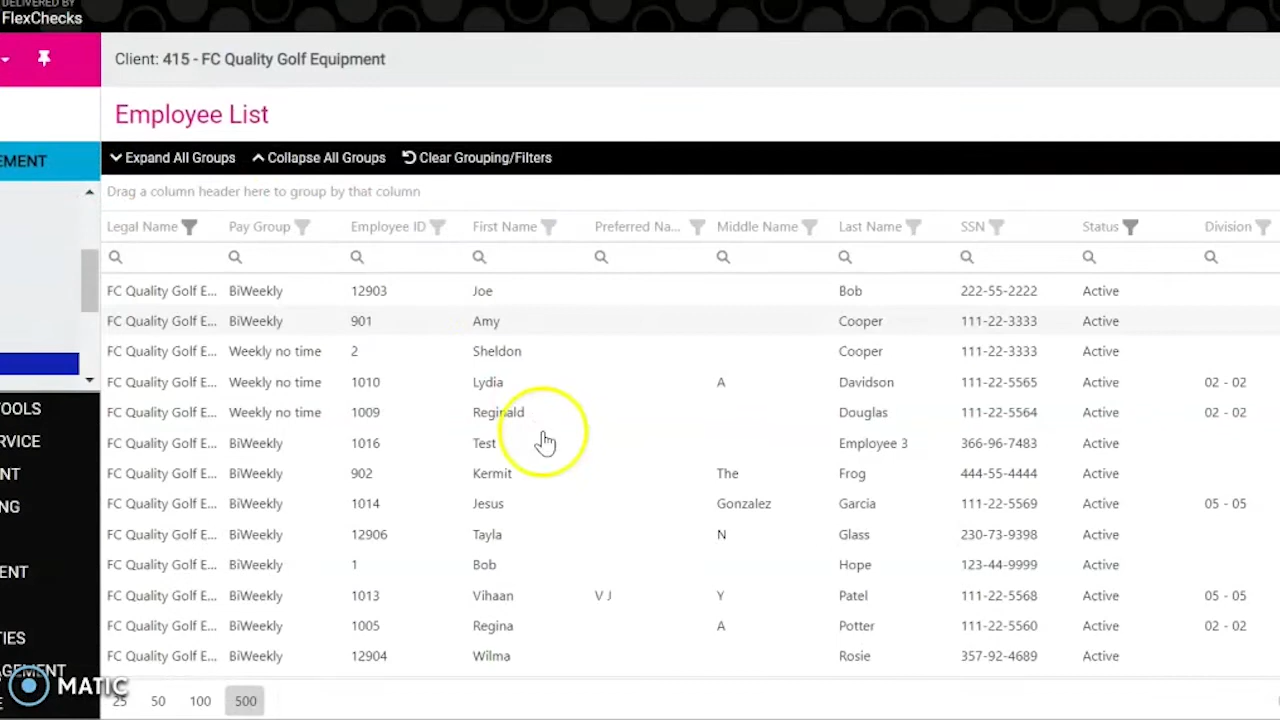 DELIVERED BY
FlexChecks
Client: 415 - FC Quality Golf Equipment
Employee List
EMENT
Expand All Groups Collapse All Groups Clear Grouping/Filters
Drag a column header here to group by that column
Legal Name Pay Group Employee ID First Name Preferred Na... Middle Name Last Name SSN Status Division
FC Quality Golf E... BiWeekly 12903 Joe Bob 222-55-2222 Active
FC Quality Golf E... BiWeekly 901 Amy Cooper 111-22-3333 Active
FC Quality Golf E... Weekly no time 2 Sheldon Cooper 111-22-3333 Active
FC Quality Golf E... Weekly no time 1010 Lydia A Davidson 111-22-5565 Active 02 - 02
TOOLS
FC Quality Golf E... Weekly no time 1009 Reginald Douglas 111-22-5564 Active 02 - 02
RVICE
FC Quality Golf E... BiWeekly 1016 Test Employee 3 366-96-7483 Active
NT
FC Quality Golf E... BiWeekly 902 Kermit The Frog 444-55-4444 Active
NG
FC Quality Golf E... BiWeekly 1014 Jesus Gonzalez Garcia 111-22-5569 Active 05 - 05
FC Quality Golf E... BiWeekly 12906 Tayla N Glass 230-73-9398 Active
ENT
FC Quality Golf E... BiWeekly 1 Bob Hope 123-44-9999 Active
FC Quality Golf E... BiWeekly 1013 Vihaan V J Y Patel 111-22-5568 Active 05 - 05
TIES
FC Quality Golf E... BiWeekly 1005 Regina A Potter 111-22-5560 Active 02 - 02
FC Quality Golf E... BiWeekly 12904 Wilma Rosie 357-92-4689 Active
AGEMENT
MATIC
E
25 50 100 500